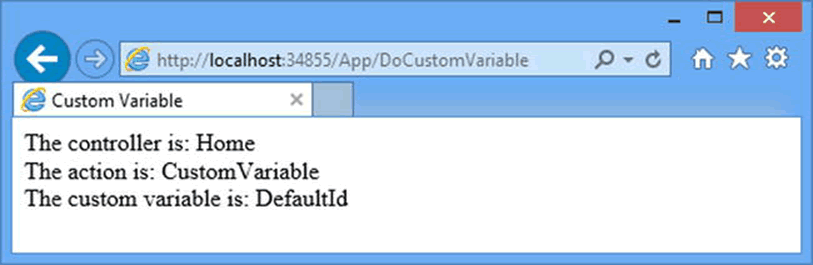 http://localhost:34855/App/DoCustomVariable
Custom Variable
The controller is: Home
The action is: CustomVariable
The custom variable is: DefaultId